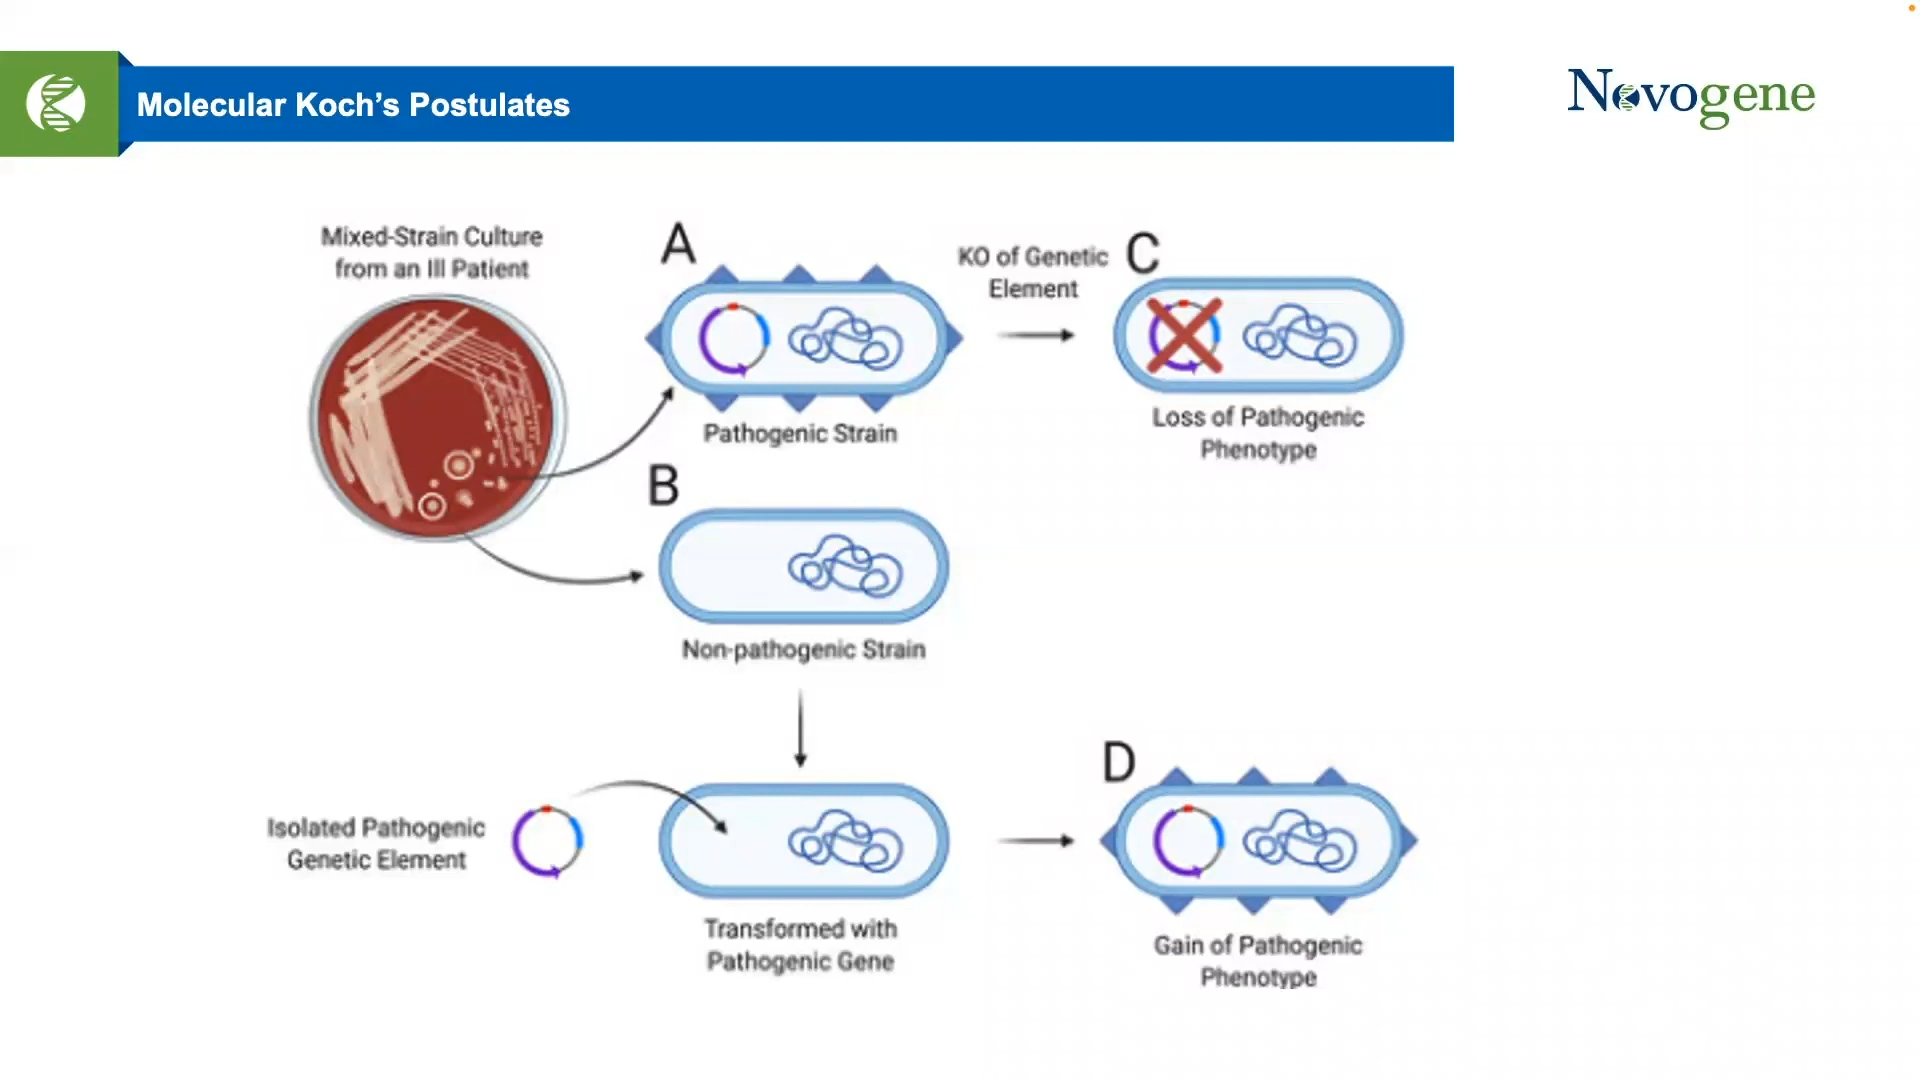 Molecular Koch’s Postulates
Novogene
Mixed-Strain Culture
from an Ill Patient
A
Pathogenic Strain
KO of Genetic
Element
C
Loss of Pathogenic
Phenotype
B
Non-pathogenic Strain
Isolated Pathogenic
Genetic Element
Transformed with
Pathogenic Gene
D
Gain of Pathogenic
Phenotype